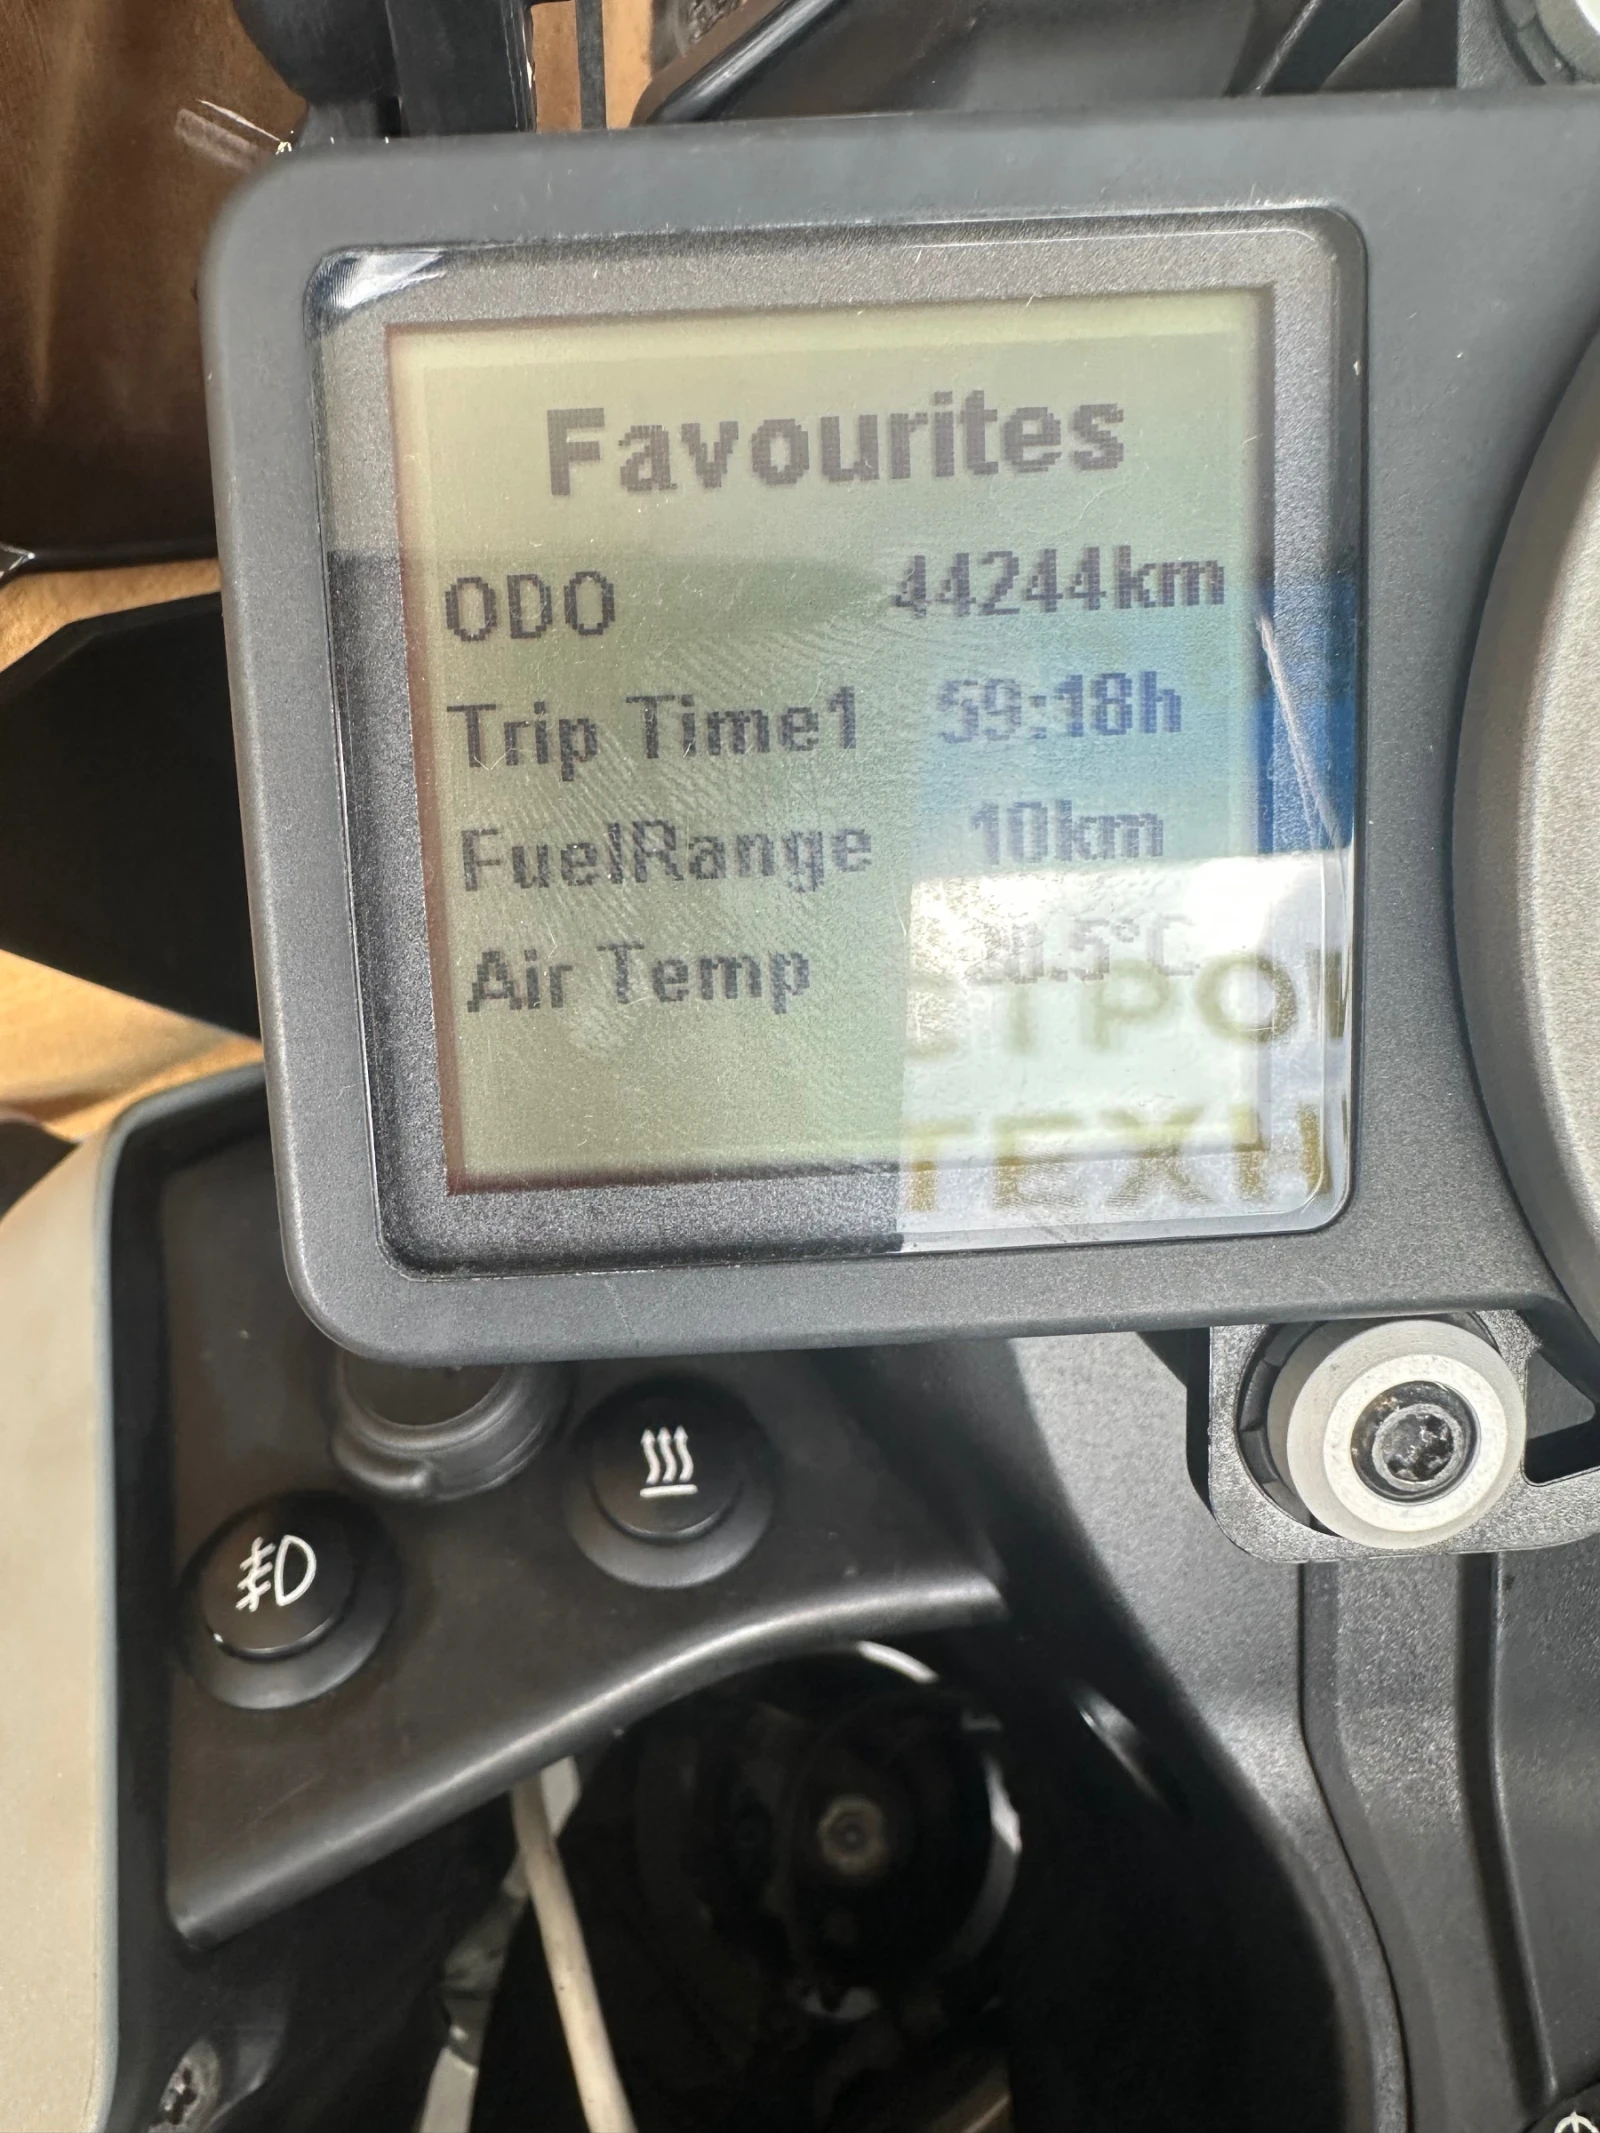 Favourites
ODO 44244km
Trip Time1 59:18h
FuelRange 10km
Air Temp